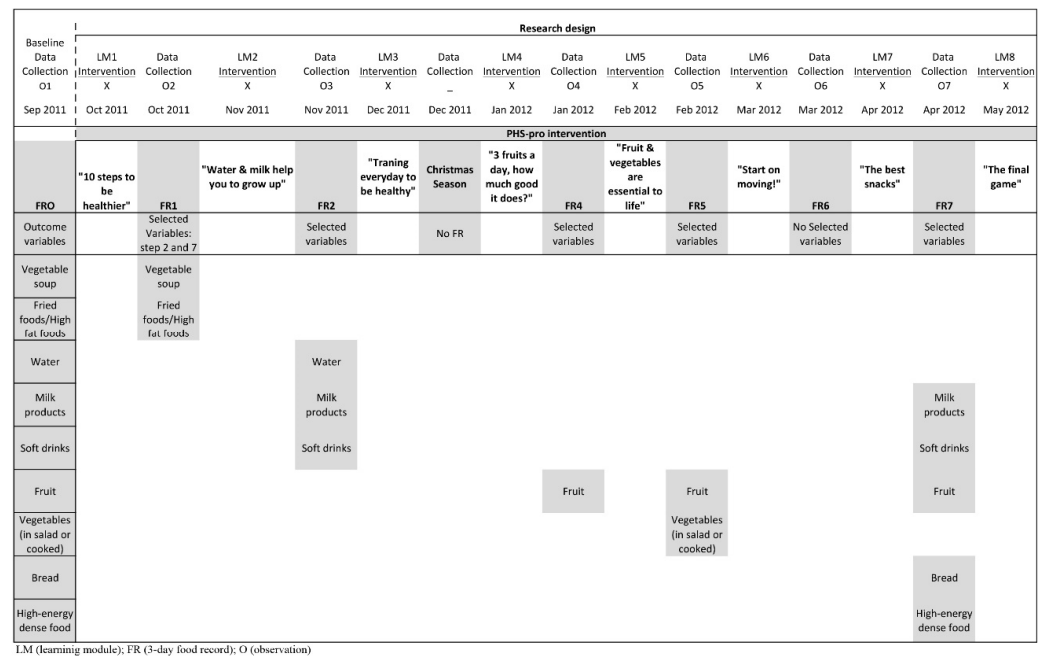 Research design
Baseline
Data
Collection
O1
Sep 2011
LM1
Intervention
X
Oct 2011
Data
Collection
O2
Oct 2011
LM2
Intervention
X
Nov 2011
Data
Collection
O3
Nov 2011
LM3
Intervention
X
Dec 2011
Data
Collection
_
Dec 2011
LM4
Intervention
X
Jan 2012
Data
Collection
O4
Jan 2012
LM5
Intervention
X
Feb 2012
Data
Collection
O5
Feb 2012
LM6
Intervention
X
Mar 2012
Data
Collection
O6
Mar 2012
LM7
Intervention
X
Apr 2012
Data
Collection
O7
Apr 2012
LM8
Intervention
X
May 2012
PHS-pro intervention
FRO
"10 steps to
be
healthier"
FR1
"Water & milk help
you to grow up"
FR2
"Traning
everyday to
be healthy"
Christmas
Season
"3 fruits a
day, how
much good
it does?"
FR4
"Fruit &
vegetables
are
essential to
life"
FR5
"Start on
moving!"
FR6
"The best
snacks"
FR7
"The final
game"
Outcome
variables
Selected
Variables:
step 2 and 7
Selected
variables
No FR
Selected
variables
Selected
variables
No Selected
variables
Selected
variables
Vegetable
soup
Vegetable
soup
Fried
foods/High
fat foods
Fried
foods/High
fat foods
Water
Water
Milk
products
Milk
products
Milk
products
Soft drinks
Soft drinks
Soft drinks
Fruit
Fruit
Fruit
Fruit
Vegetables
(in salad or
cooked)
Vegetables
(in salad or
cooked)
Bread
Bread
High-energy
dense food
High-energy
dense food
LM (learninig module); FR (3-day food record); O (observation)